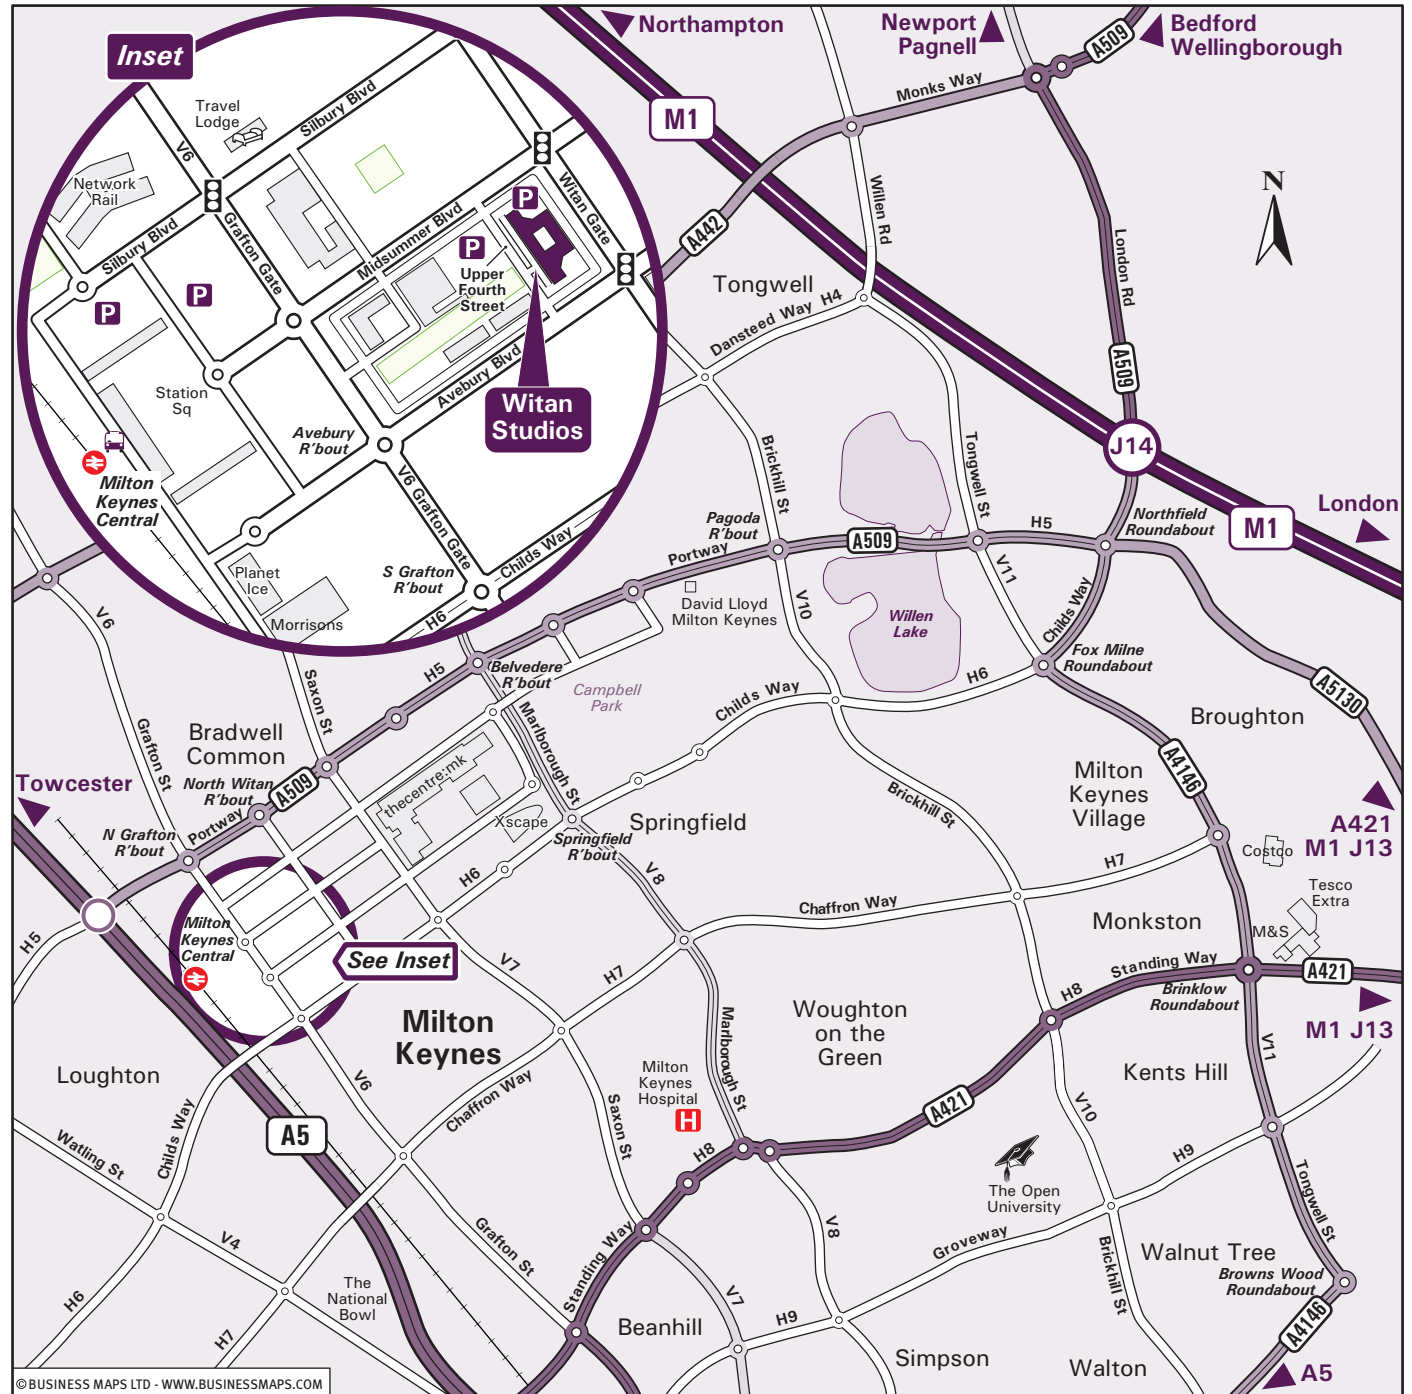 Inset
Northampton
Newport
Pagnell
Bedford
Wellingborough
A509
Monks Way
M1
Travel
Lodge
Silbury Blvd
V6
Network
Rail
Silbury Blvd
Grafton Gate
Midsummer Blvd
Witan Gate
P
P
P
P
Upper
Fourth
Street
Avebury Blvd
Witan
Studios
Station
Sq
Avebury
R'bout
Milton
Keynes
Central
V6 Grafton Gate
S Grafton
R'bout
Childs Way
H6
Planet
Ice
Morrisons
N
A442
Willen Rd
London Rd
Tongwell
Dansteed Way H4
A509
J14
London
M1
Brickhill St
Tongwell St
Pagoda
R'bout
Portway
A509
H5
Northfield
Roundabout
David Lloyd
Milton Keynes
V10
V11
Willen
Lake
Childs Way
Fox Milne
Roundabout
H6
A5130
V6
Saxon St
H5
Belvedere
R'bout
Campbell
Park
Childs Way
Broughton
Grafton St
Bradwell
Common
Marlborough St
A4146
Milton
Keynes
Village
Towcester
North Witan
R'bout
A509
thecentre:mk
Brickhill St
A421
M1 J13
Portway
N Grafton
R'bout
Xscape
Springfield
Springfield
R'bout
Costco
H6
V8
H7
Tesco
Extra
Chaffron Way
Monkston
M&S
H5
Milton
Keynes
Central
See Inset
V7
H7
Standing Way
A421
H8
Brinklow
Roundabout
Milton
Keynes
Woughton
on the
Green
Marlborough St
M1 J13
V11
Loughton
V6
Milton
Keynes
Hospital
H
Kents Hill
Chaffron Way
A421
V10
A5
Saxon St
Childs Way
Watling St
H8
H9
The Open
University
Tongwell St
V4
Grafton St
Standing Way
V8
Groveway
Brickhill St
Walnut Tree
Browns Wood
Roundabout
H6
The
National
Bowl
V7
H9
H7
Beanhill
A4146
Simpson
Walton
A5
© BUSINESS MAPS LTD - WWW.BUSINESSMAPS.COM